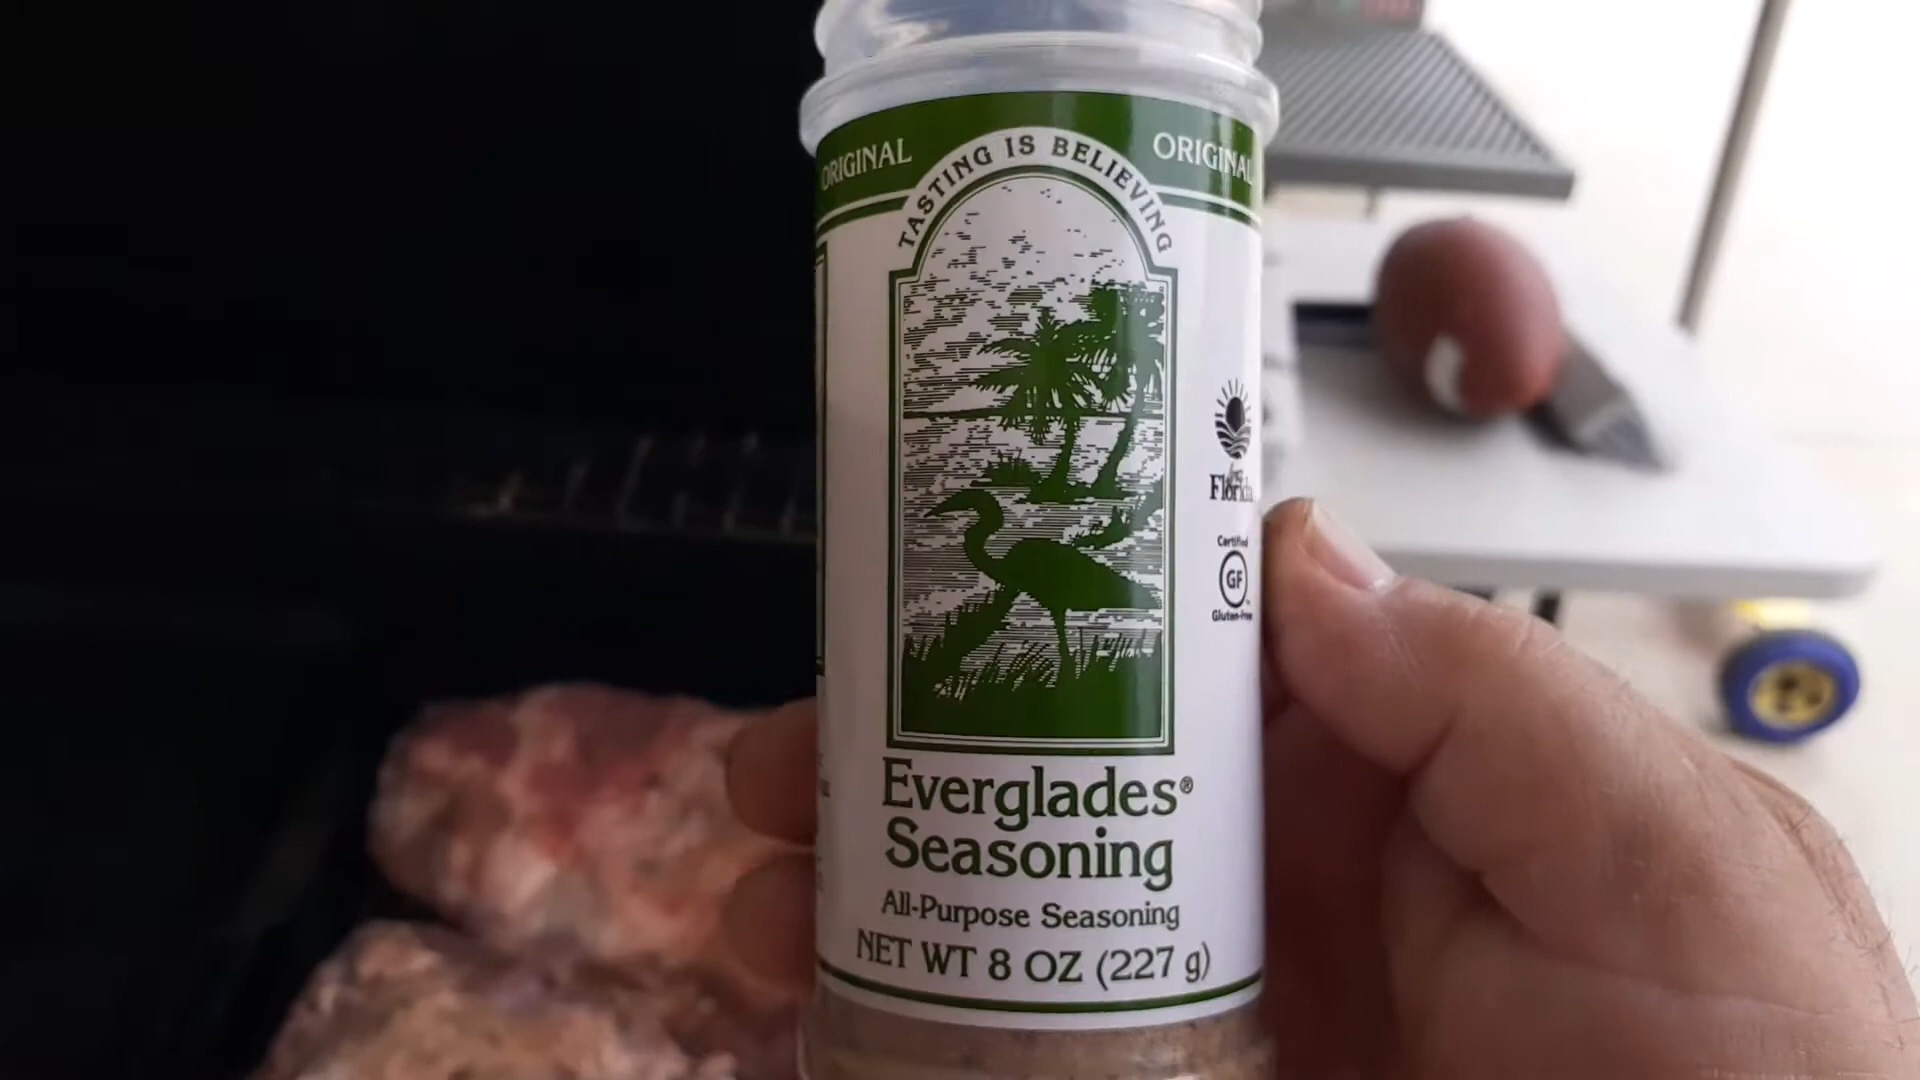 ORIGINAL
ORIGINAL
TASTING IS BELIEVING
Florida
Certified
GF
Gluten-Free
Everglades®
Seasoning
All-Purpose Seasoning
NET WT 8 OZ (227 g)